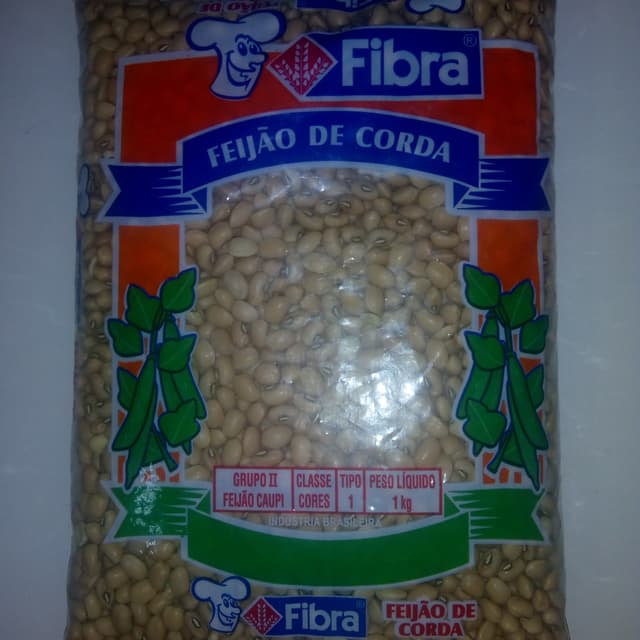 DE
Fibra®
FEIJÃO DE CORDA
GRUPO II
FEIJÃO CAUPI
CLASSE
CORES
TIPO
1
PESO LÍQUIDO
1 kg
INDÚSTRIA BRASILEIRA
Fibra®
FEIJÃO DE
CORDA